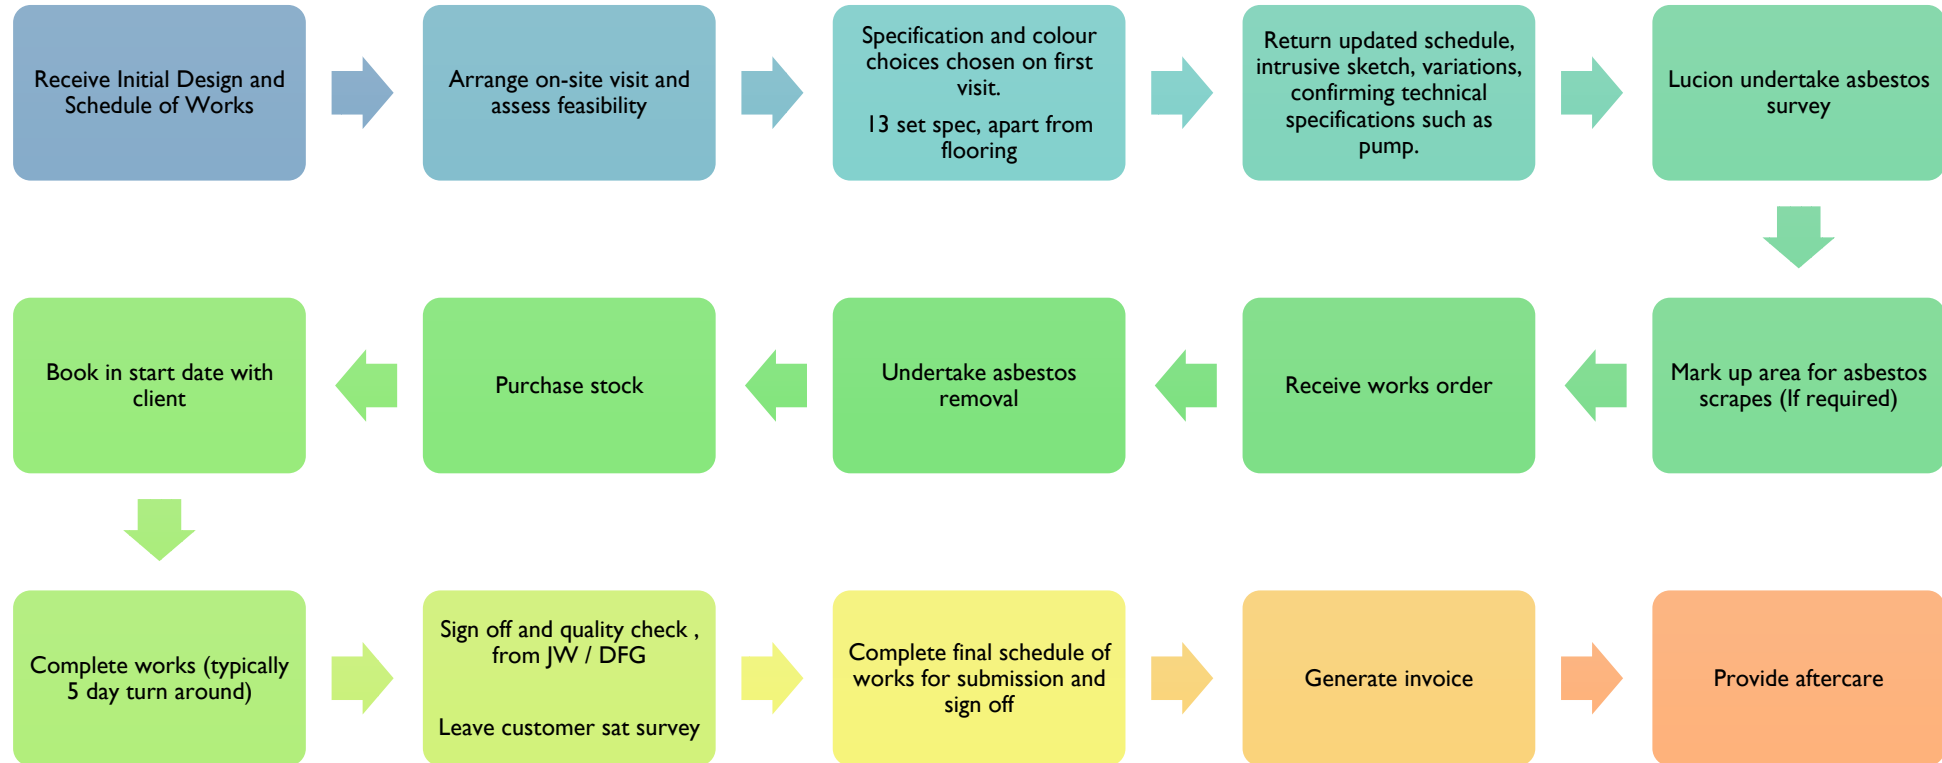 Receive Initial Design and
Schedule of Works
Arrange on-site visit and
assess feasibility
Specification and colour
choices chosen on first
visit.
13 set spec, apart from
flooring
Return updated schedule,
intrusive sketch, variations,
confirming technical
specifications such as
pump.
Lucion undertake asbestos
survey
Mark up area for asbestos
scrapes (If required)
Receive works order
Undertake asbestos
removal
Purchase stock
Book in start date with
client
Complete works (typically
5 day turn around)
Sign off and quality check ,
from JW / DFG
Leave customer sat survey
Complete final schedule of
works for submission and
sign off
Generate invoice
Provide aftercare